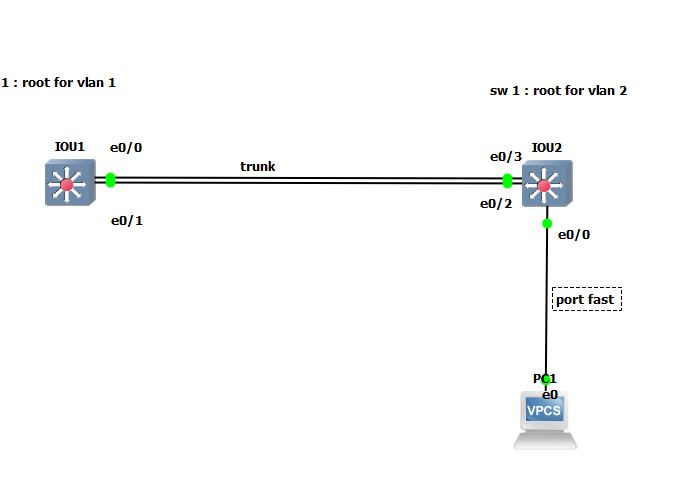 1 : root for vlan 1
sw 1 : root for vlan 2
IOU1
e0/0
trunk
e0/3
IOU2
e0/2
e0/1
e0/0
port fast
PC1
e0
VPCS